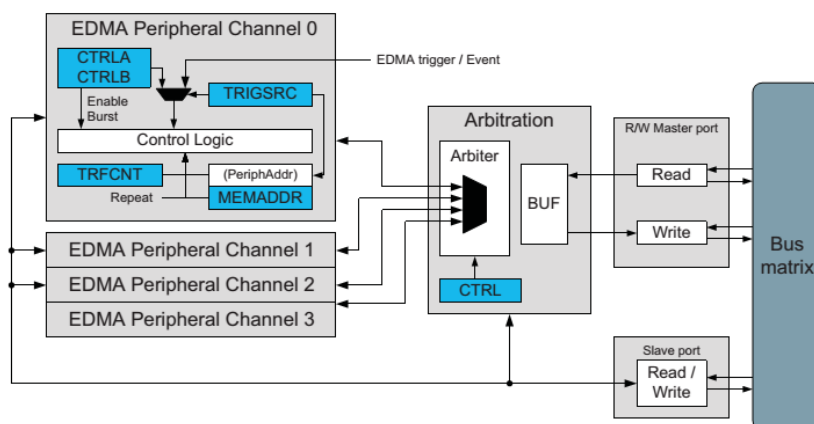 EDMA Peripheral Channel 0
CTRLA
CTRLB
EDMA trigger / Event
TRIGSRC
Enable
Burst
Control Logic
TRFCNT
(PeriphAddr)
Repeat
MEMADDR
EDMA Peripheral Channel 1
EDMA Peripheral Channel 2
EDMA Peripheral Channel 3
Arbitration
Arbiter
BUF
CTRL
R/W Master port
Read
Write
Slave port
Read /
Write
Bus
matrix